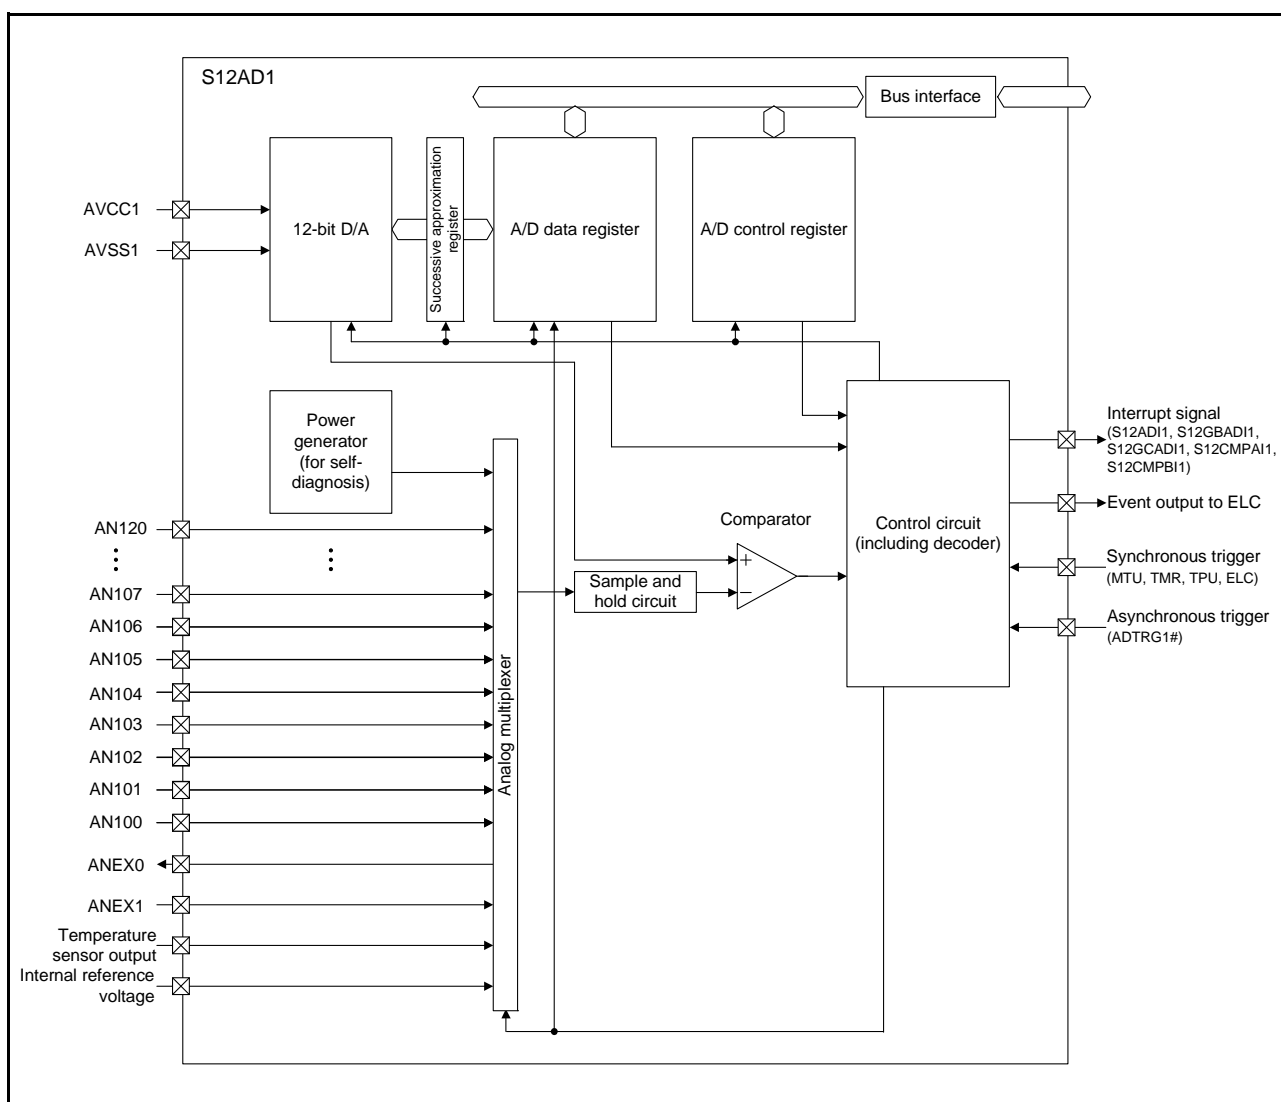 S12AD1
Bus interface
AVCC1
AVSS1
12-bit D/A
Successive approximation
register
A/D data register
A/D control register
Power
generator
(for self-
diagnosis)
Interrupt signal
(S12ADI1, S12GBADI1,
S12GCADI1, S12CMPAI1,
S12CMPBI1)
Event output to ELC
Comparator
Control circuit
(including decoder)
Synchronous trigger
(MTU, TMR, TPU, ELC)
Asynchronous trigger
(ADTRG1#)
+
−
Sample and
hold circuit
Analog multiplexer
AN120
AN107
AN106
AN105
AN104
AN103
AN102
AN101
AN100
ANEX0
ANEX1
Temperature
sensor output
Internal reference
voltage